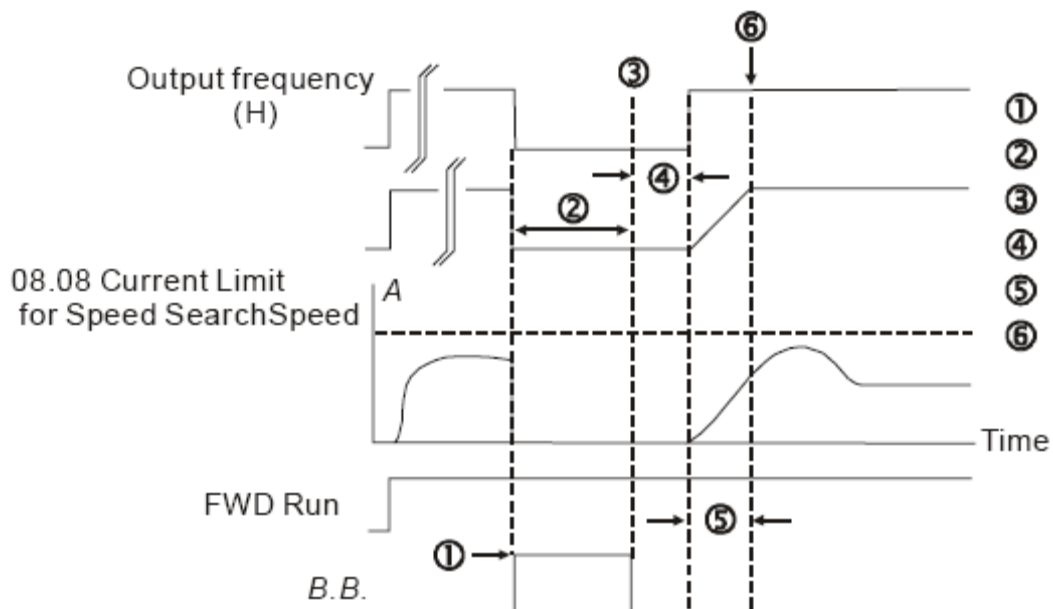 ⑥
Output frequency
(H)
③
①
②
④
③
②
④
08.08 Current Limit
for Speed SearchSpeed
A
⑤
⑥
Time
FWD Run
⑤
①
B.B.